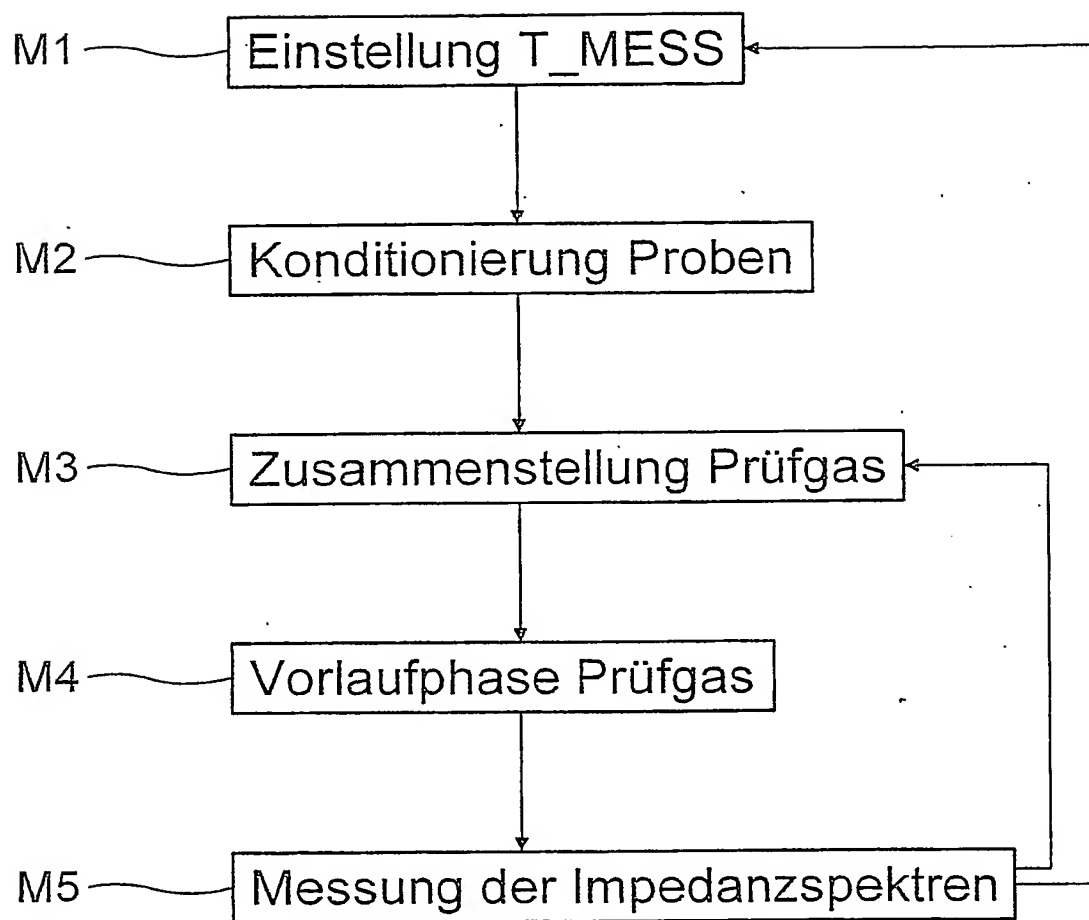 M1 Einstellung T_MESS
M2 Konditionierung Proben
M3 Zusammenstellung Prüfgas
M4 Vorlaufphase Prüfgas
M5 Messung der Impedanzspektren